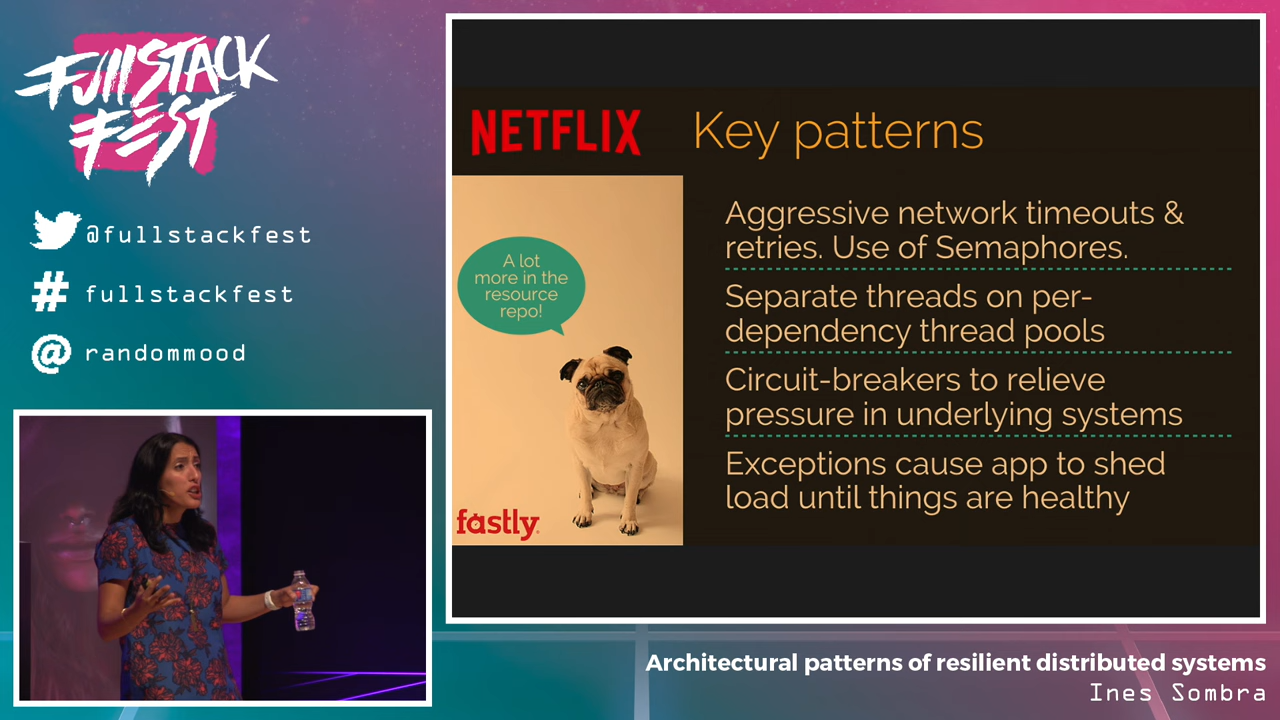 FullSTACK
FEST
@fullstackfest
# fullstackfest
@ randommood
NETFLIX
Key patterns
Aggressive network timeouts &
retries. Use of Semaphores.
Separate threads on per-
dependency thread pools
Circuit-breakers to relieve
pressure in underlying systems
Exceptions cause app to shed
load until things are healthy
A lot
more in the
resource
repo!
fastly
Architectural patterns of resilient distributed systems
Ines Sombra